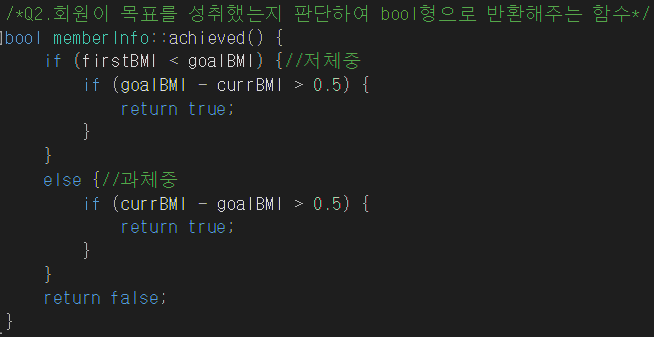 /*Q2.회원이 목표를 성취했는지 판단하여 bool형으로 반환해주는 함수*/
bool memberInfo::achieved() {
    if (firstBMI < goalBMI) {//저체중
        if (goalBMI - currBMI > 0.5) {
            return true;
        }
    }
    else {//과체중
        if (currBMI - goalBMI > 0.5) {
            return true;
        }
    }
    return false;
}